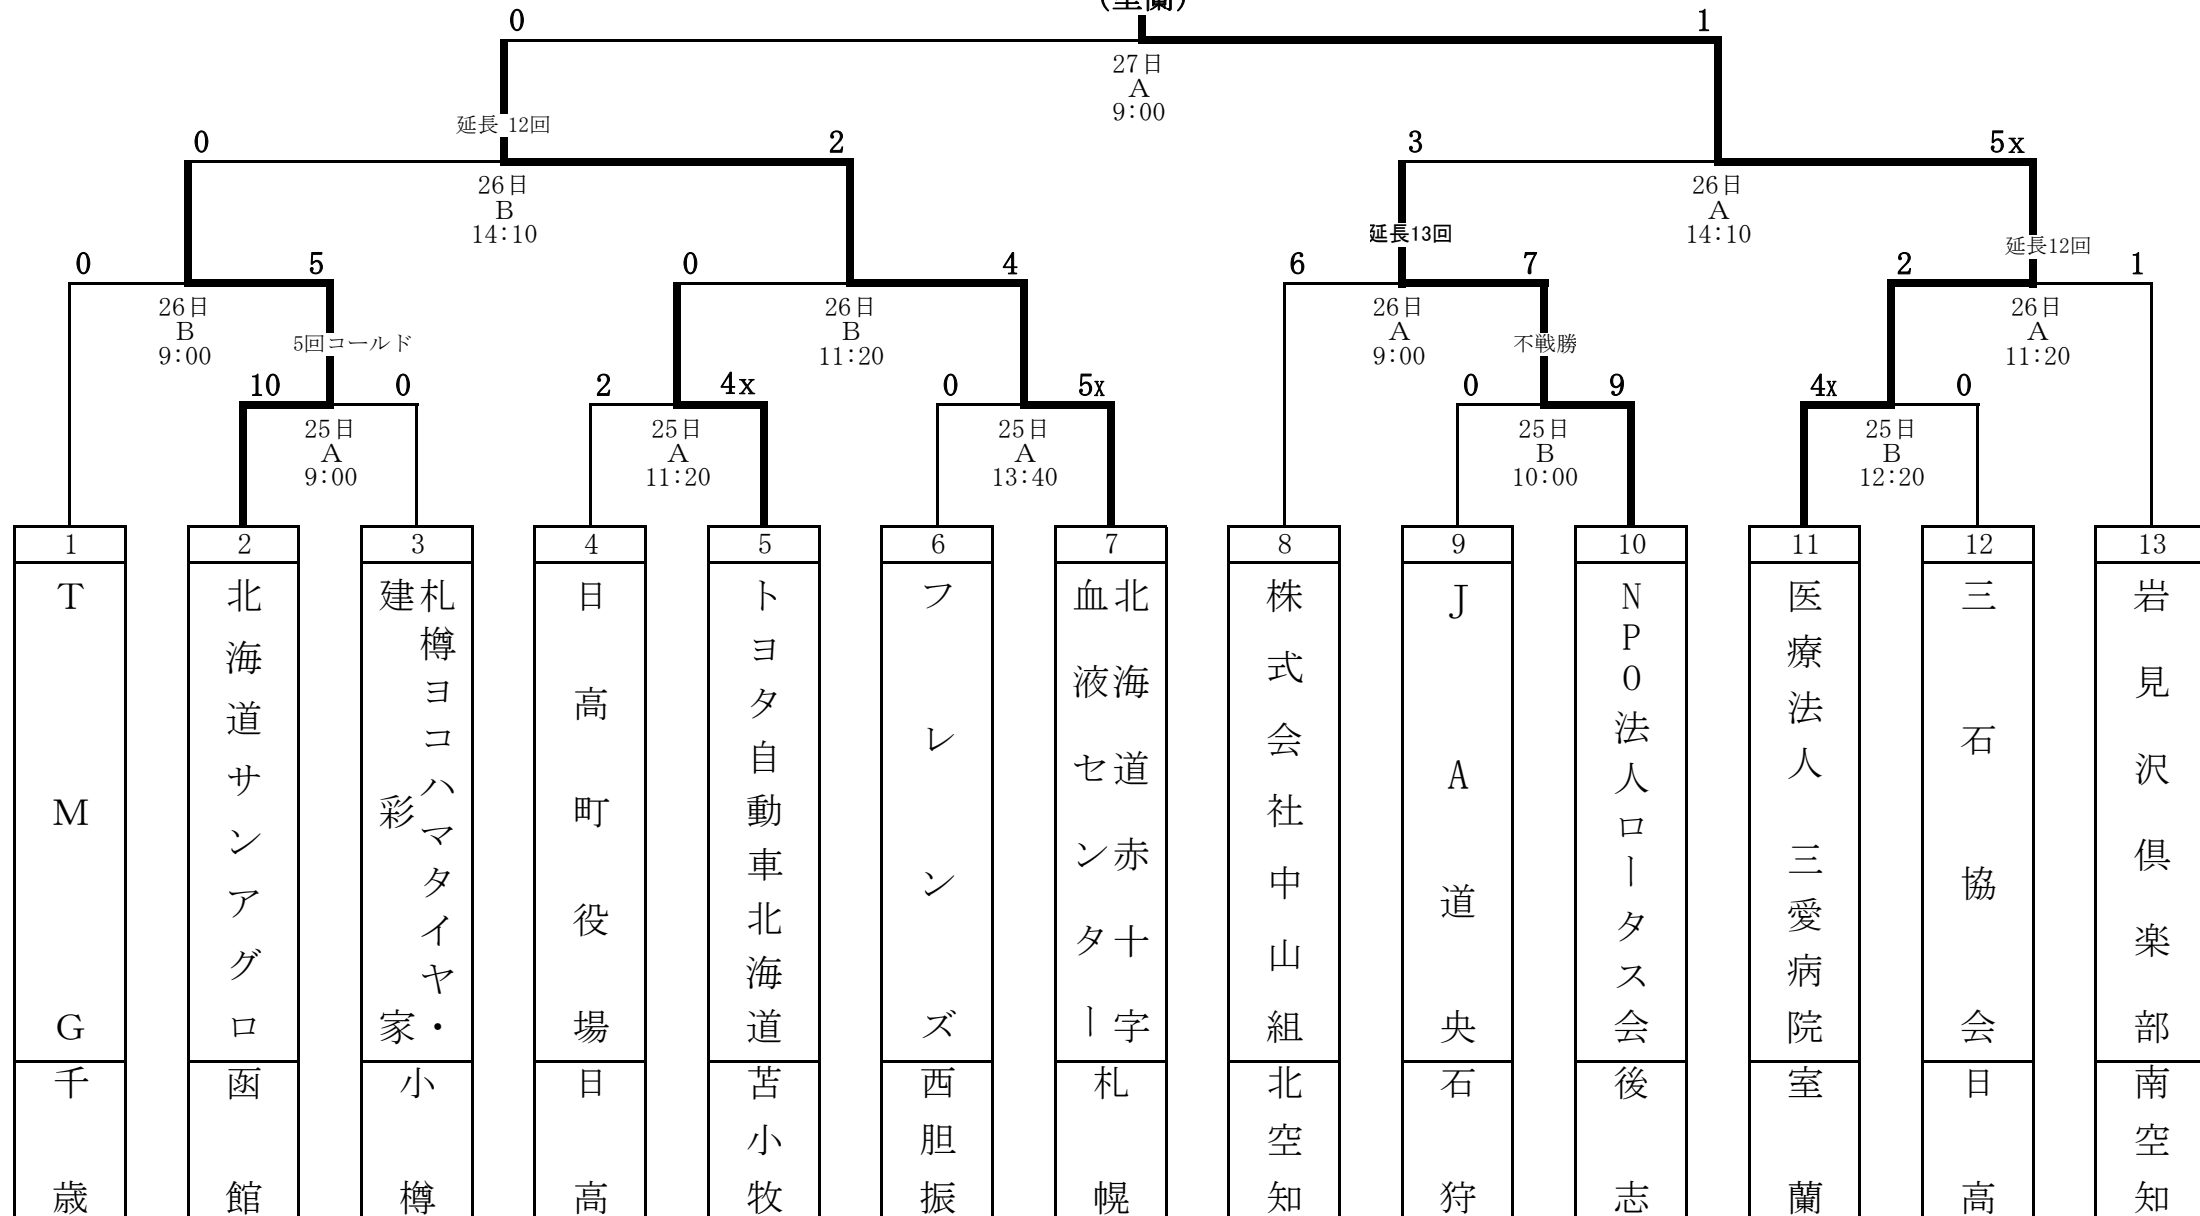 (室蘭)
0
1
27日
A
9:00
延長 12回
0
2
3
5x
26日
B
14:10
26日
A
14:10
延長13回
延長12回
0
5
0
4
6
7
2
1
26日
B
9:00
26日
B
11:20
26日
A
9:00
26日
A
11:20
5回コールド
不戦勝
10
0
2
4x
0
5x
0
9
4x
0
25日
A
9:00
25日
A
11:20
25日
A
13:40
25日
B
10:00
25日
B
12:20
1
TMG
千歳
2
北海道サンアグロ
函館
3
札樽ヨコハマタイヤ・
建彩家
小樽
4
日高町役場
日高
5
トヨタ自動車北海道
苫小牧
6
フレンズ
西胆振
7
北海道赤十字
血液センター
札幌
8
株式会社中山組
北空知
9
JA道央
石狩
10
NPO法人ロータス会
後志
11
医療法人 三愛病院
室蘭
12
三石協会
日高
13
岩見沢倶楽部
南空知